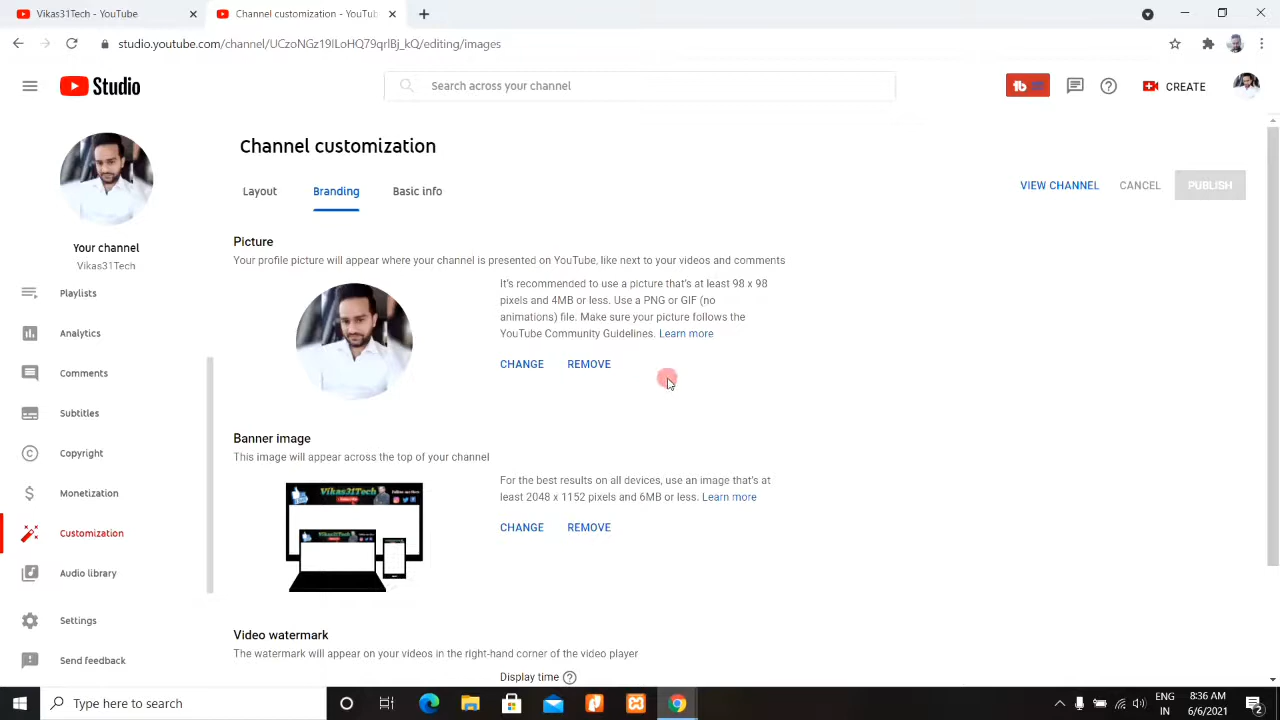 Vikas31Tech - YouTube
Channel customization - YouTub
studio.youtube.com/channel/UCzoNGz19ILoHQ79qrlBj_kQ/editing/images
Studio
Search across your channel
CREATE
Channel customization
Layout
Branding
Basic info
VIEW CHANNEL
CANCEL
PUBLISH
Your channel
Vikas31Tech
Playlists
Analytics
Comments
Subtitles
Copyright
Monetization
Customization
Audio library
Settings
Send feedback
Picture
Your profile picture will appear where your channel is presented on YouTube, like next to your videos and comments
It's recommended to use a picture that's at least 98 x 98
pixels and 4MB or less. Use a PNG or GIF (no
animations) file. Make sure your picture follows the
YouTube Community Guidelines. Learn more
CHANGE
REMOVE
Banner image
This image will appear across the top of your channel
Vikas31Tech
Vikas31Tech
For the best results on all devices, use an image that's at
least 2048 x 1152 pixels and 6MB or less. Learn more
CHANGE
REMOVE
Video watermark
The watermark will appear on your videos in the right-hand corner of the video player
Display time
Type here to search
ENG
IN
8:36 AM
6/6/2021
2